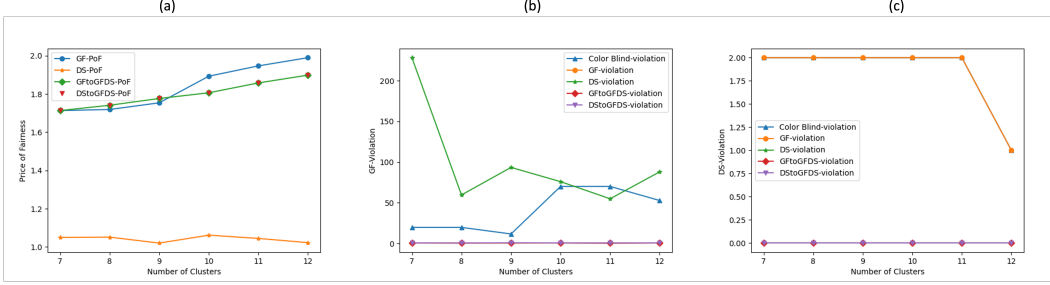 (a)
(b)
(c)
GF-PoF
DS-PoF
GFtoGFDS-PoF
DStoGFDS-PoF
Price of Fairness
2.0
1.8
1.6
1.4
1.2
1.0
7 8 9 10 11 12
Number of Clusters
Color Blind-violation
GF-violation
DS-violation
GFtoGFDS-violation
DStoGFDS-violation
GF-Violation
200
150
100
50
0
7 8 9 10 11 12
Number of Clusters
Color Blind-violation
GF-violation
DS-violation
GFtoGFDS-violation
DStoGFDS-violation
DS-Violation
2.00
1.75
1.50
1.25
1.00
0.75
0.50
0.25
0.00
7 8 9 10 11 12
Number of Clusters